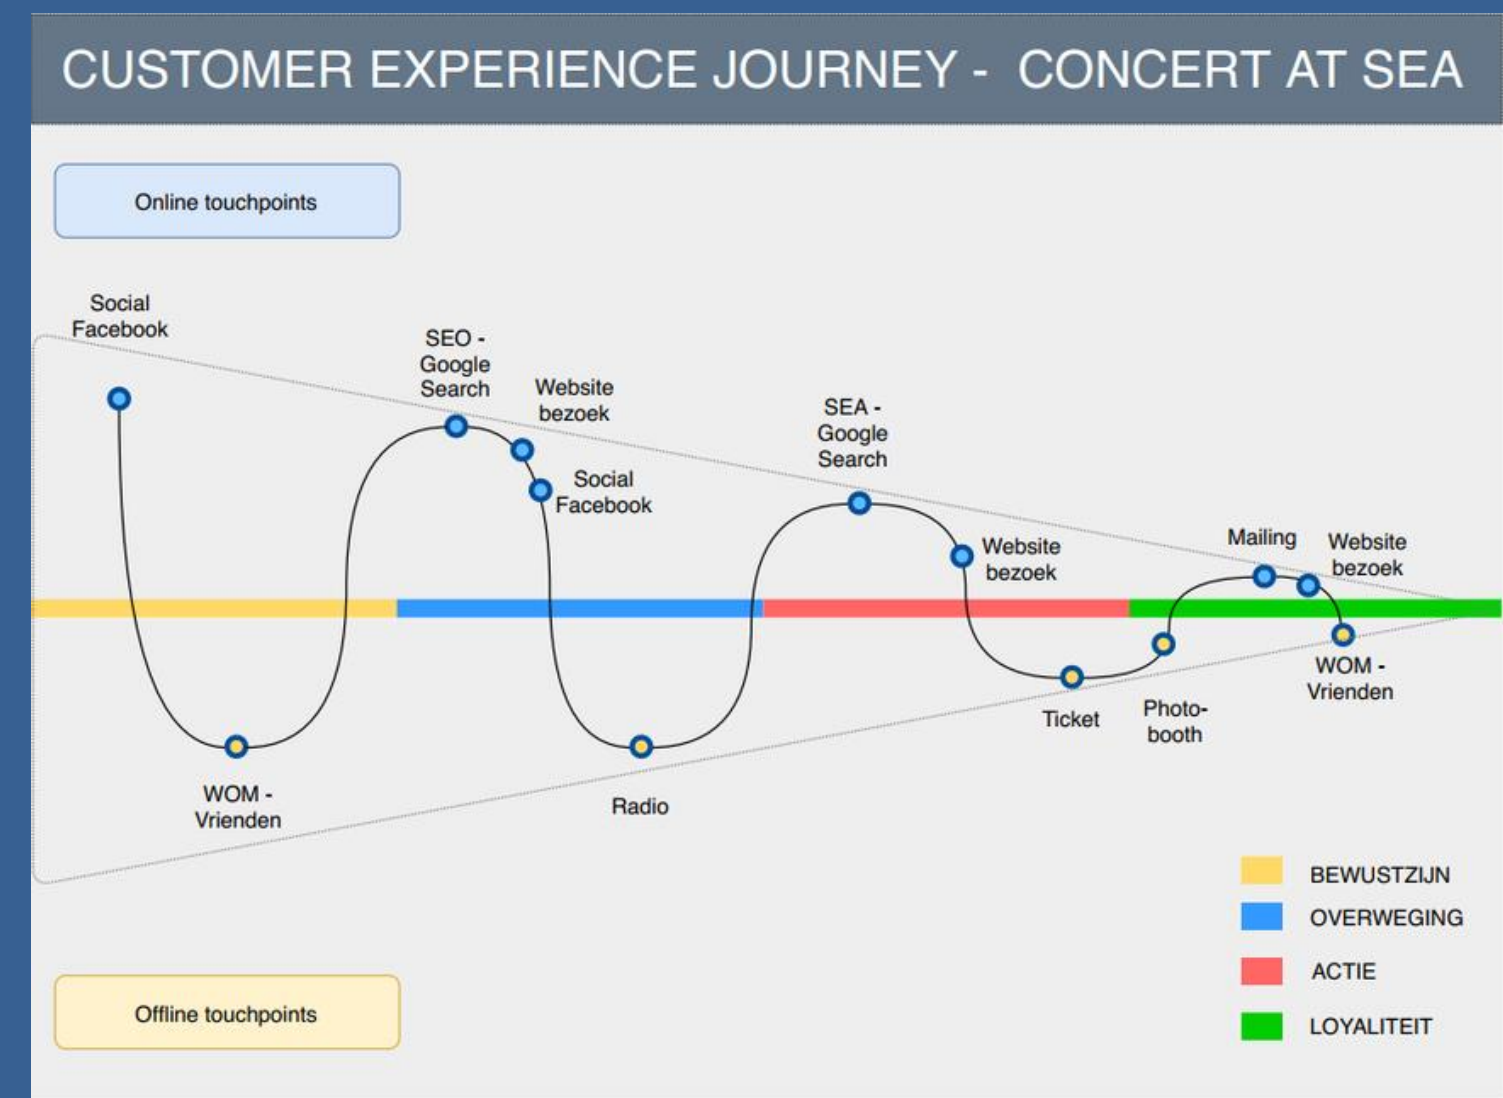 CUSTOMER EXPERIENCE JOURNEY -  CONCERT AT SEA
Online touchpoints
Social
Facebook
SEO -
Google
Search
Website
bezoek
Social
Facebook
SEA -
Google
Search
Website
bezoek
Mailing
Website
bezoek
WOM -
Vrienden
Radio
Ticket
Photo-
booth
WOM -
Vrienden
BEWUSTZIJN
OVERWEGING
ACTIE
LOYALITEIT
Offline touchpoints